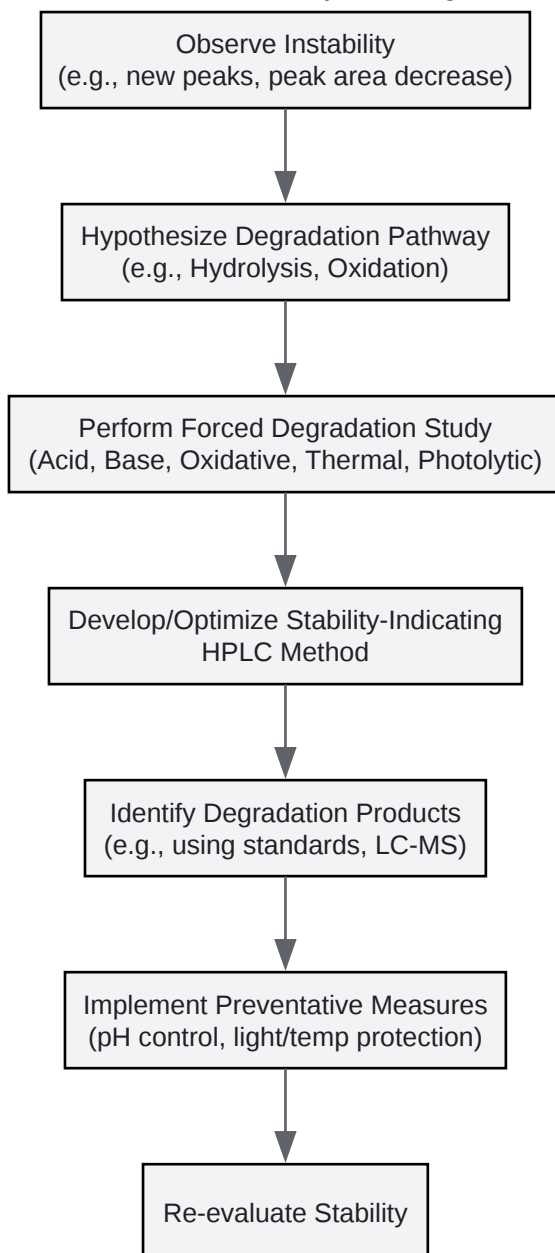 Observe Instability
(e.g., new peaks, peak area decrease)
Hypothesize Degradation Pathway
(e.g., Hydrolysis, Oxidation)
Perform Forced Degradation Study
(Acid, Base, Oxidative, Thermal, Photolytic)
Develop/Optimize Stability-Indicating
HPLC Method
Identify Degradation Products
(e.g., using standards, LC-MS)
Implement Preventative Measures
(pH control, light/temp protection)
Re-evaluate Stability